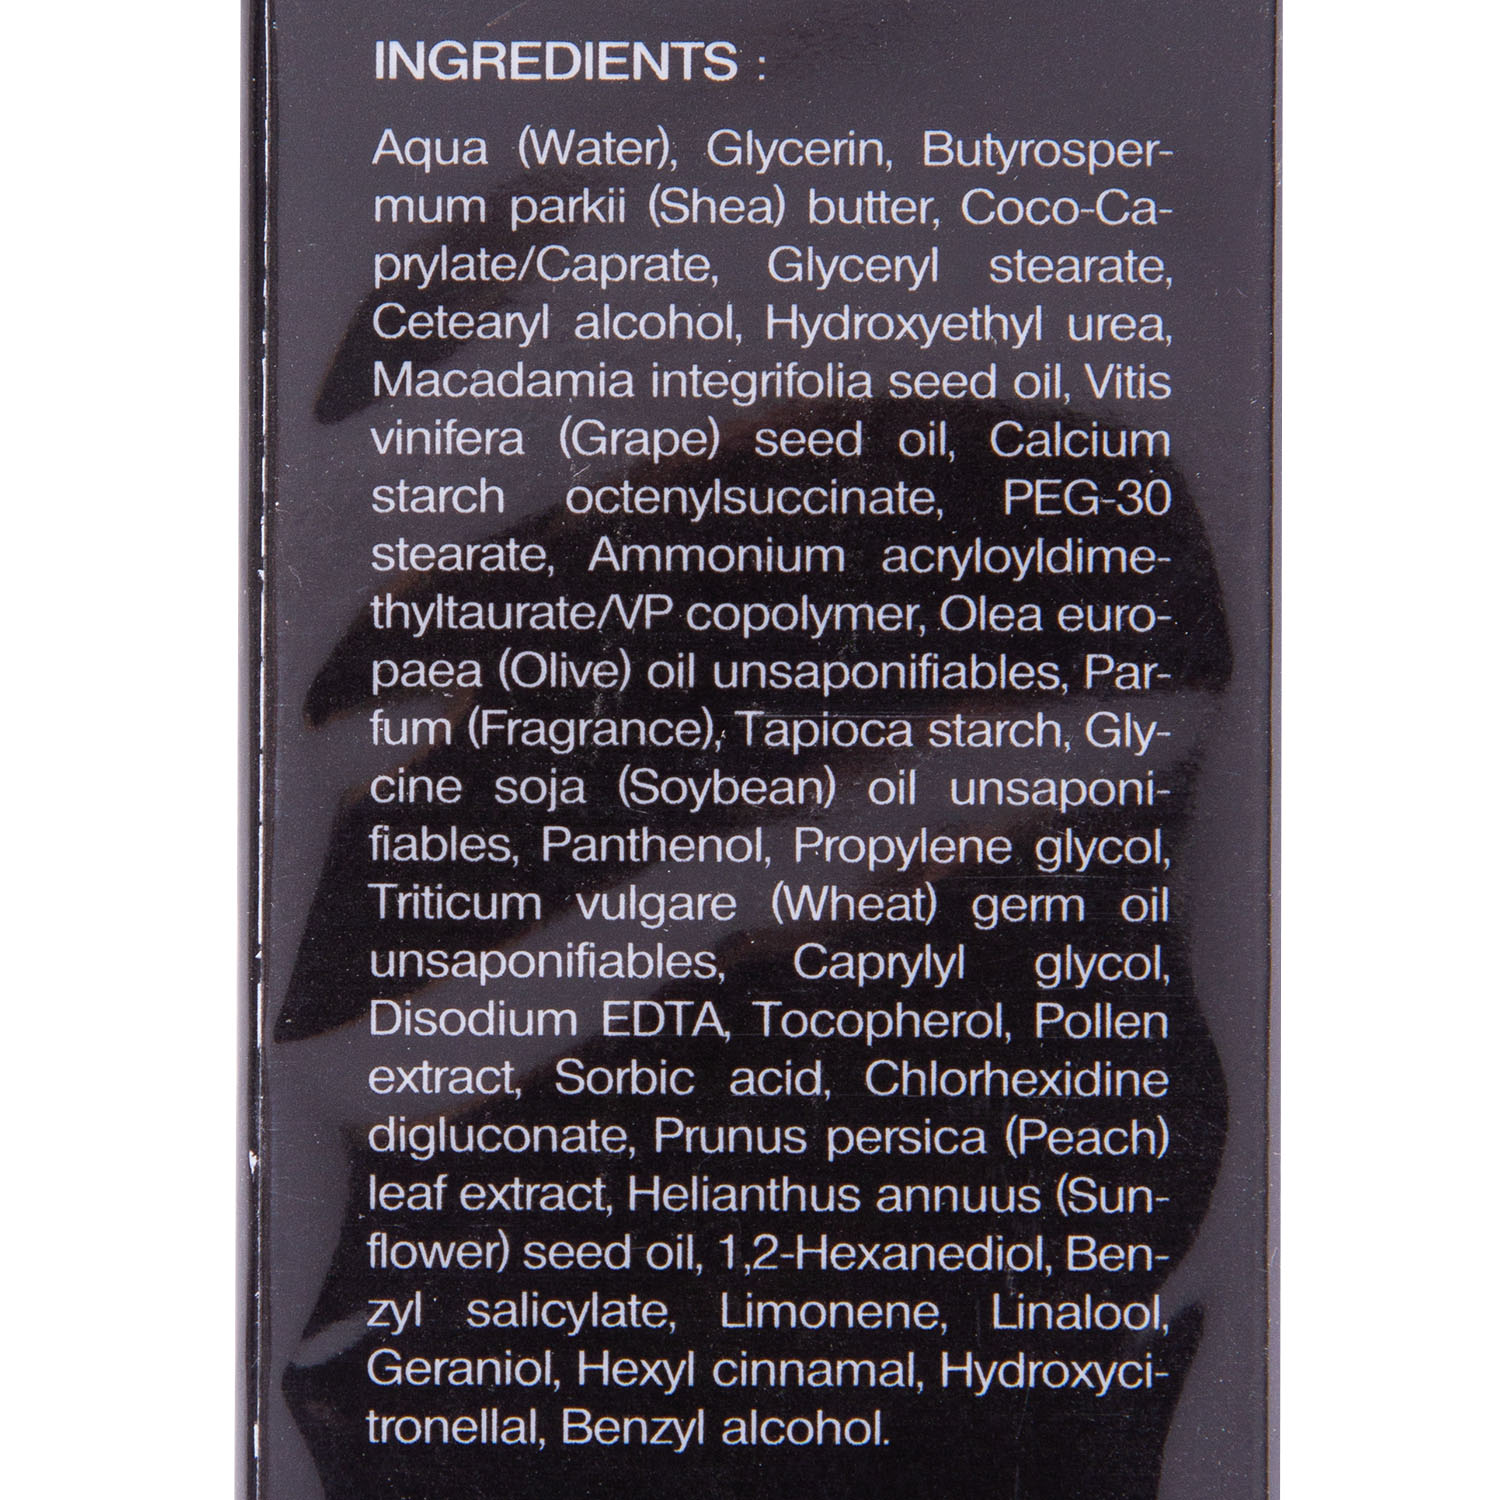 INGREDIENTS :
Aqua (Water), Glycerin, Butyrosper-
mum parkii (Shea) butter, Coco-Ca-
prylate/Caprate, Glyceryl stearate,
Cetearyl alcohol, Hydroxyethyl urea,
Macadamia integrifolia seed oil, Vitis
vinifera (Grape) seed oil, Calcium
starch octenylsuccinate, PEG-30
stearate, Ammonium acryloyldime-
thyltaurate/VP copolymer, Olea euro-
paea (Olive) oil unsaponifiables, Par-
fum (Fragrance), Tapioca starch, Gly-
cine soja (Soybean) oil unsaponi-
fiables, Panthenol, Propylene glycol,
Triticum vulgare (Wheat) germ oil
unsaponifiables, Caprylyl glycol,
Disodium EDTA, Tocopherol, Pollen
extract, Sorbic acid, Chlorhexidine
digluconate, Prunus persica (Peach)
leaf extract, Helianthus annuus (Sun-
flower) seed oil, 1,2-Hexanediol, Ben-
zyl salicylate, Limonene, Linalool,
Geraniol, Hexyl cinnamal, Hydroxyci-
tronellal, Benzyl alcohol.